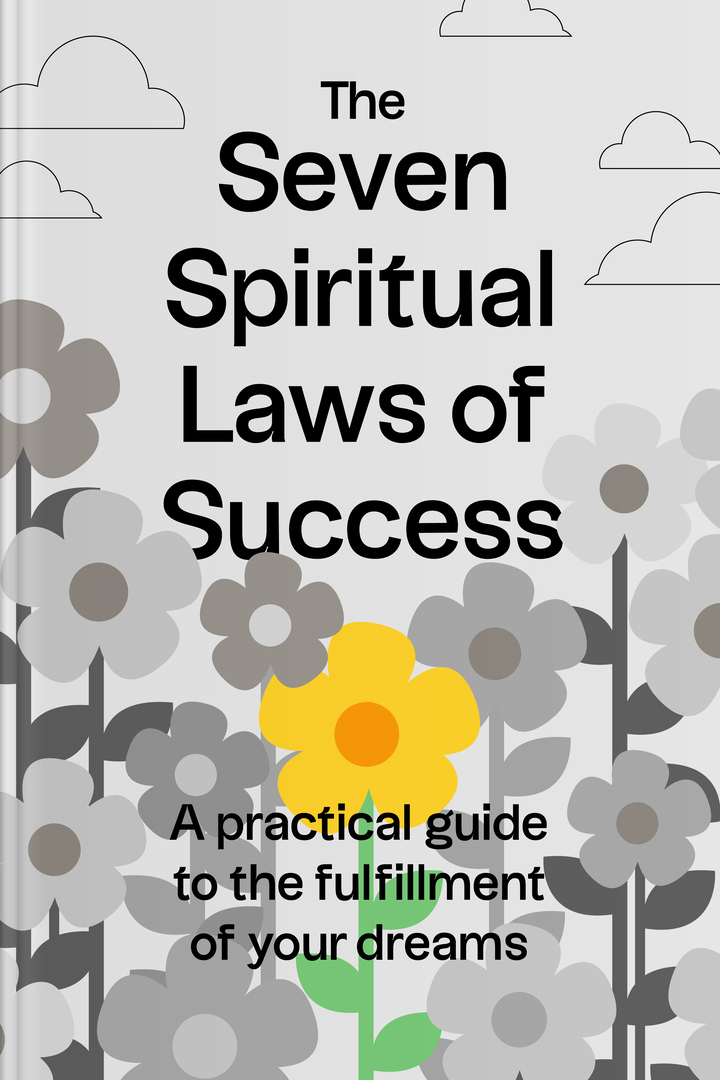 The
Seven
Spiritual
Laws of
Success
A practical guide
to the fulfillment
of your dreams